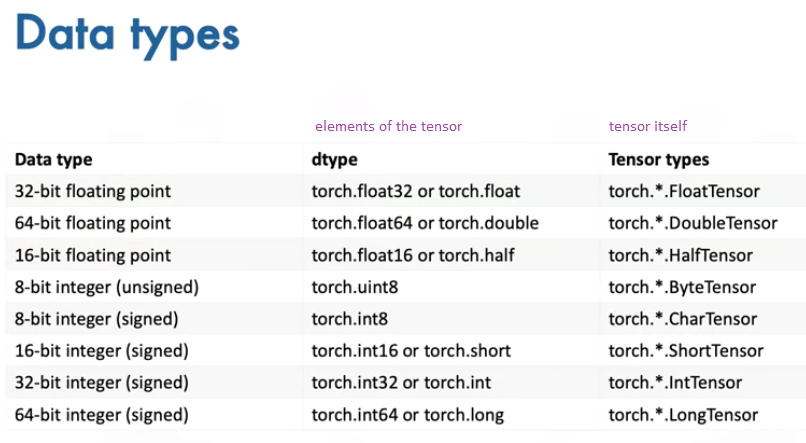 Data types
elements of the tensor tensor itself
Data type dtype Tensor types
32-bit floating point torch.float32 or torch.float torch.*.FloatTensor
64-bit floating point torch.float64 or torch.double torch.*.DoubleTensor
16-bit floating point torch.float16 or torch.half torch.*.HalfTensor
8-bit integer (unsigned) torch.uint8 torch.*.ByteTensor
8-bit integer (signed) torch.int8 torch.*.CharTensor
16-bit integer (signed) torch.int16 or torch.short torch.*.ShortTensor
32-bit integer (signed) torch.int32 or torch.int torch.*.IntTensor
64-bit integer (signed) torch.int64 or torch.long torch.*.LongTensor